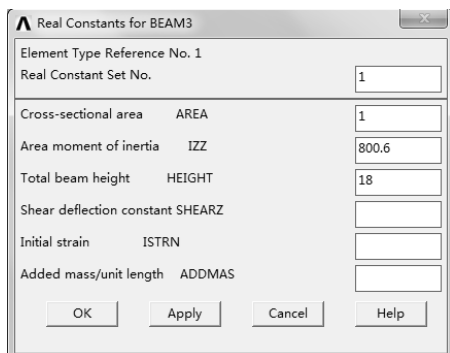 Real Constants for BEAM3
Element Type Reference No. 1
Real Constant Set No. 1
Cross-sectional area AREA 1
Area moment of inertia IZZ 800.6
Total beam height HEIGHT 18
Shear deflection constant SHEARZ
Initial strain ISTRN
Added mass/unit length ADDMAS
OK Apply Cancel Help